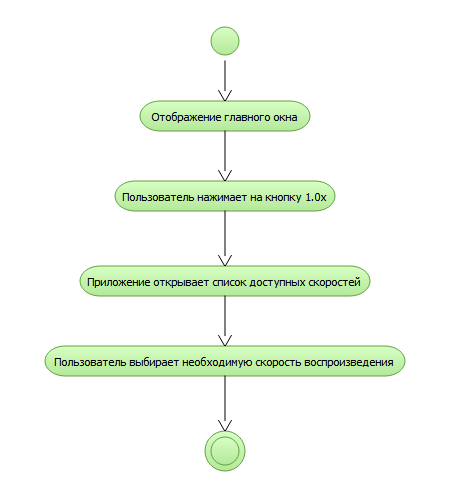 Отображение главного окна
Пользователь нажимает на кнопку 1.0x
Приложение открывает список доступных скоростей
Пользователь выбирает необходимую скорость воспроизведения